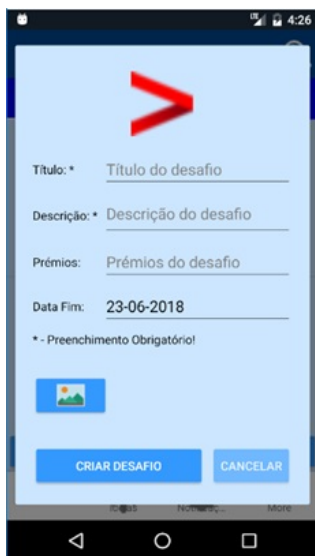 LTE 4:26
Título: * Título do desafio
Descrição: * Descrição do desafio
Prémios: Prémios do desafio
Data Fim: 23-06-2018
* - Preenchimento Obrigatório!
CRIAR DESAFIO CANCELAR
More